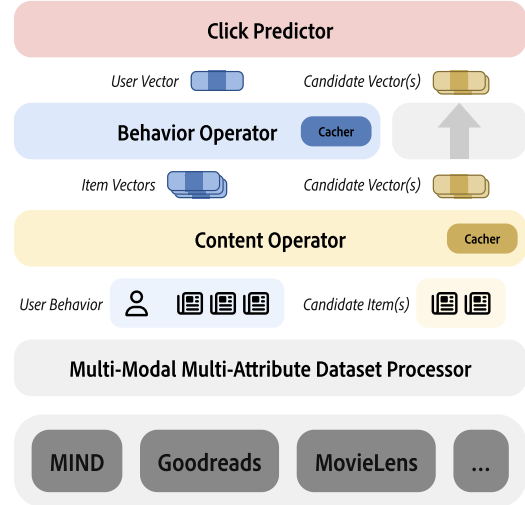 Click Predictor
User Vector
Candidate Vector(s)
Behavior Operator
Cacher
Item Vectors
Candidate Vector(s)
Content Operator
Cacher
User Behavior
Candidate Item(s)
Multi-Modal Multi-Attribute Dataset Processor
MIND
Goodreads
MovieLens
...